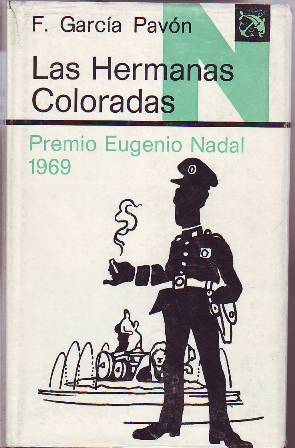 F. García Pavón
Las Hermanas
Coloradas
N
Premio Eugenio Nadal
1969